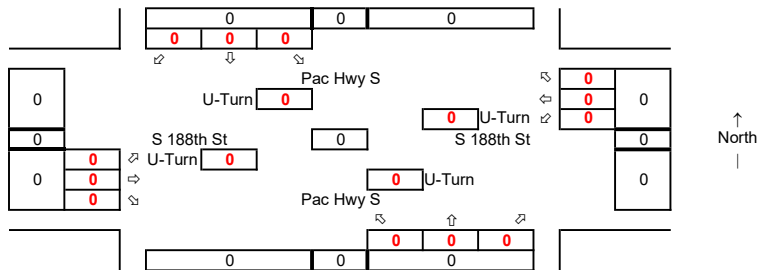 0 0 0
0 0 0
⬃ ⇩ ⬂
Pac Hwy S
⬁ 0
0 U-Turn 0 ⇦ 0 0
0 U-Turn ⬃ 0 ↑
0 S 188th St 0 S 188th St 0 North
0 ⬀ U-Turn 0 |
0 0 ⇨ 0 U-Turn 0
0 ⬂ Pac Hwy S
⬁ ⇧ ⬀
0 0 0
0 0 0